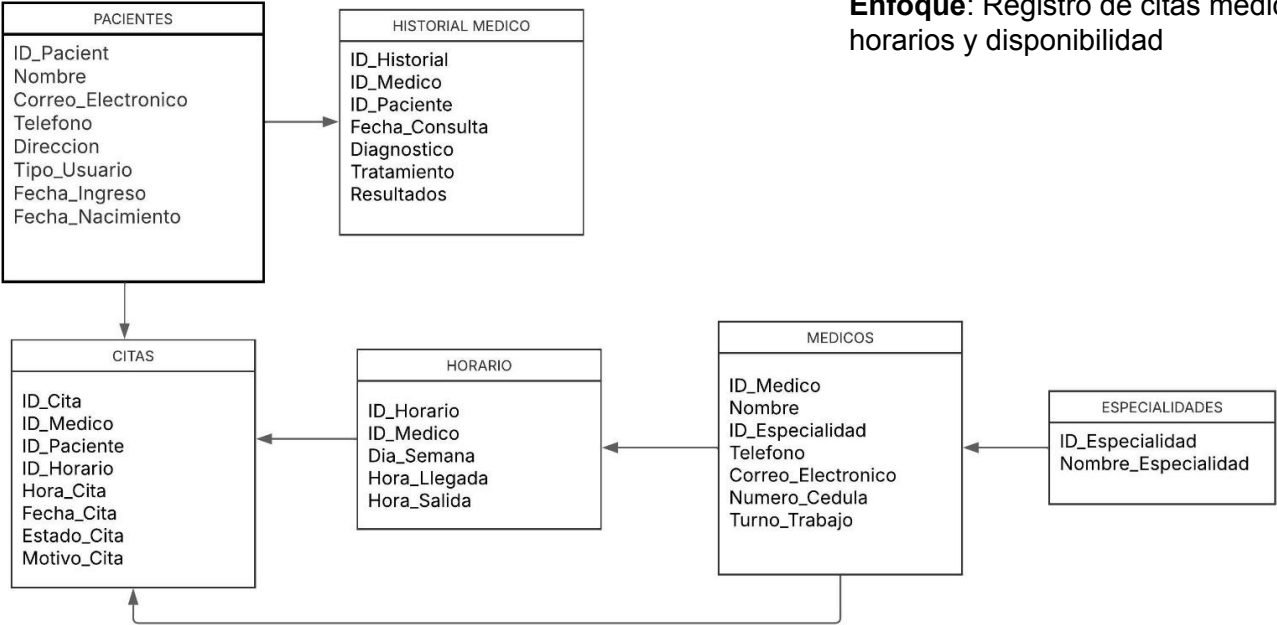 Enfoque: Registro de citas médic
horarios y disponibilidad
PACIENTES
ID_Pacient
Nombre
Correo_Electronico
Telefono
Direccion
Tipo_Usuario
Fecha_Ingreso
Fecha_Nacimiento
HISTORIAL MEDICO
ID_Historial
ID_Medico
ID_Paciente
Fecha_Consulta
Diagnostico
Tratamiento
Resultados
CITAS
ID_Cita
ID_Medico
ID_Paciente
ID_Horario
Hora_Cita
Fecha_Cita
Estado_Cita
Motivo_Cita
HORARIO
ID_Horario
ID_Medico
Dia_Semana
Hora_Llegada
Hora_Salida
MEDICOS
ID_Medico
Nombre
ID_Especialidad
Telefono
Correo_Electronico
Numero_Cedula
Turno_Trabajo
ESPECIALIDADES
ID_Especialidad
Nombre_Especialidad